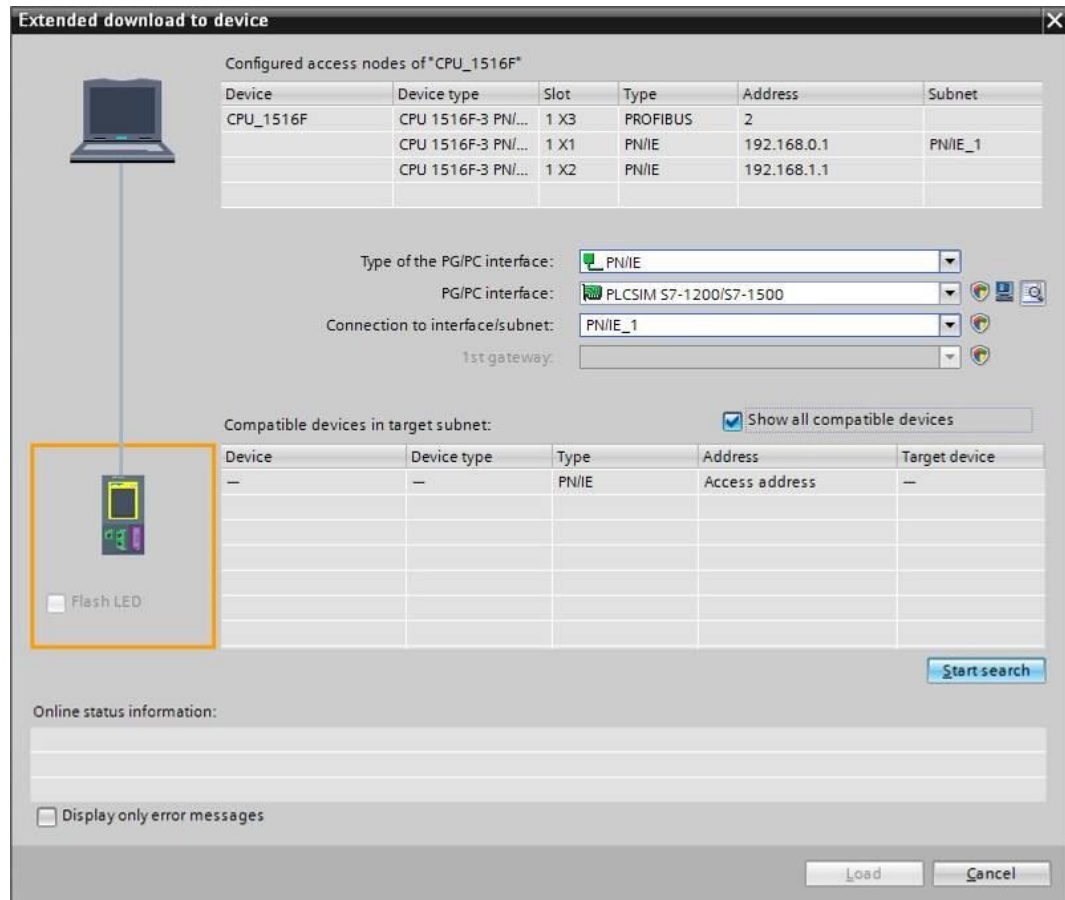 Extended download to device
Configured access nodes of "CPU_1516F"
Device Device type Slot Type Address Subnet
CPU_1516F CPU 1516F-3 PN/... 1 X3 PROFIBUS 2
CPU 1516F-3 PN/... 1 X1 PN/IE 192.168.0.1 PN/IE_1
CPU 1516F-3 PN/... 1 X2 PN/IE 192.168.1.1
Type of the PG/PC interface: PN/IE
PG/PC interface: PLCSIM S7-1200/S7-1500
Connection to interface/subnet: PN/IE_1
1st gateway:
Compatible devices in target subnet: Show all compatible devices
Device Device type Type Address Target device
— — PN/IE Access address —
Flash LED
Start search
Online status information:
Display only error messages
Load Cancel